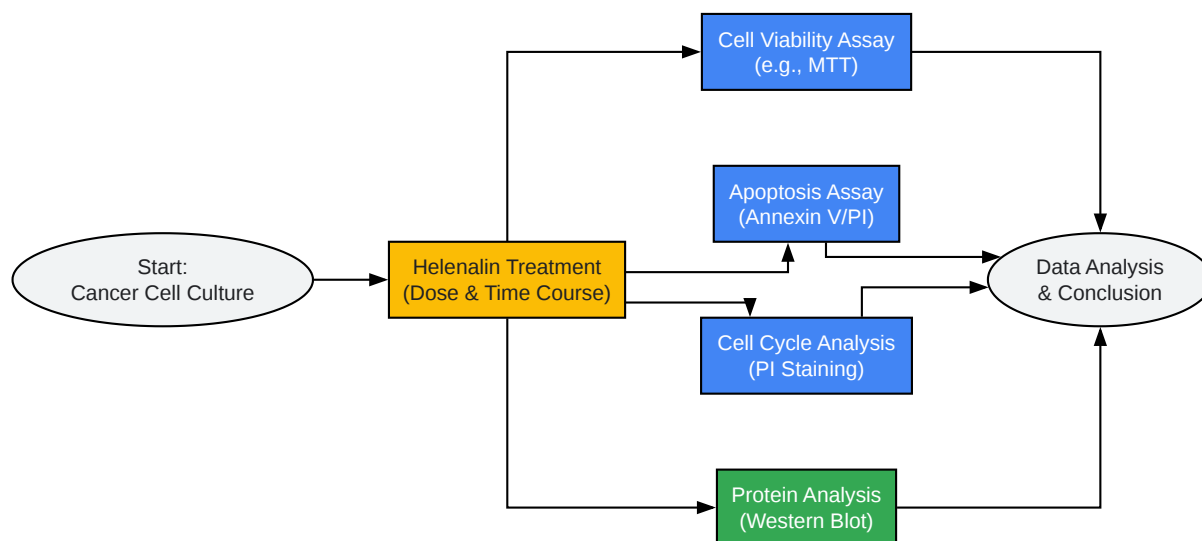 Start:
Cancer Cell Culture
Helenalin Treatment
(Dose & Time Course)
Cell Viability Assay
(e.g., MTT)
Apoptosis Assay
(Annexin V/PI)
Cell Cycle Analysis
(PI Staining)
Protein Analysis
(Western Blot)
Data Analysis
& Conclusion